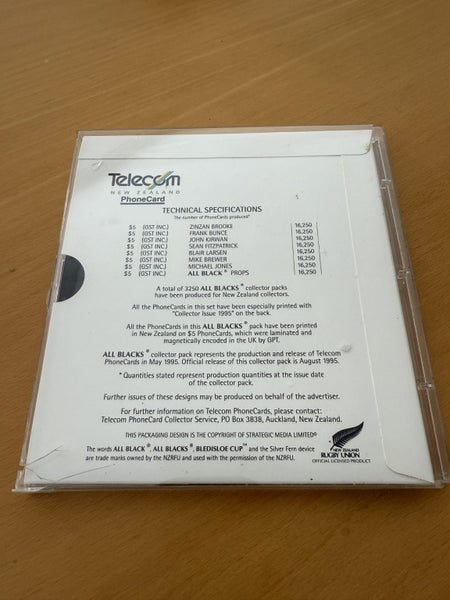 Telecom
NEW ZEALAND
PhoneCard
TECHNICAL SPECIFICATIONS
The number of PhoneCards produced*
$5 (GST INC.) ZINZAN BROOKE 16,250
$5 (GST INC.) FRANK BUNCE 16,250
$5 (GST INC.) JOHN KIRWAN 16,250
$5 (GST INC.) SEAN FITZPATRICK 16,250
$5 (GST INC.) BLAIR LARSEN 16,250
$5 (GST INC.) MIKE BREWER 16,250
$5 (GST INC.) MICHAEL JONES 16,250
$5 (GST INC.) ALL BLACK® PROPS 16,250
A total of 3250 ALL BLACKS® collector packs
have been produced for New Zealand collectors.
All the PhoneCards in this set have been especially printed with
"Collector Issue 1995" on the back.
All the PhoneCards in this ALL BLACKS® pack have been printed
in New Zealand on $5 PhoneCards, which were laminated and
magnetically encoded in the UK by GPT.
ALL BLACKS® collector pack represents the production and release of Telecom
PhoneCards in May 1995. Official release of this collector pack is August 1995.
* Quantities stated represent production quantities at the issue date
of the collector pack.
Further issues of these designs may be produced on behalf of the advertiser.
For further information on Telecom PhoneCards, please contact:
Telecom PhoneCard Collector Service, PO Box 3838, Auckland, New Zealand.
THIS PACKAGING DESIGN IS THE COPYRIGHT OF STRATEGIC MEDIA LIMITED®
The words ALL BLACK®, ALL BLACKS®, BLEDISLOE CUP™ and the Silver Fern device
are trade marks owned by the NZRFU and used with the permission of the NZRFU.
NEW ZEALAND
RUGBY UNION
OFFICIAL LICENSED PRODUCT